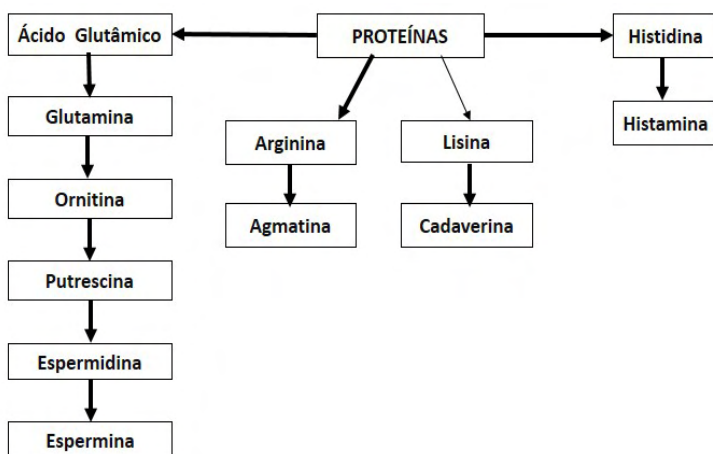 Ácido Glutâmico
PROTEÍNAS
Histidina
Glutamina
Arginina
Lisina
Histamina
Ornitina
Agmatina
Cadaverina
Putrescina
Espermidina
Espermina